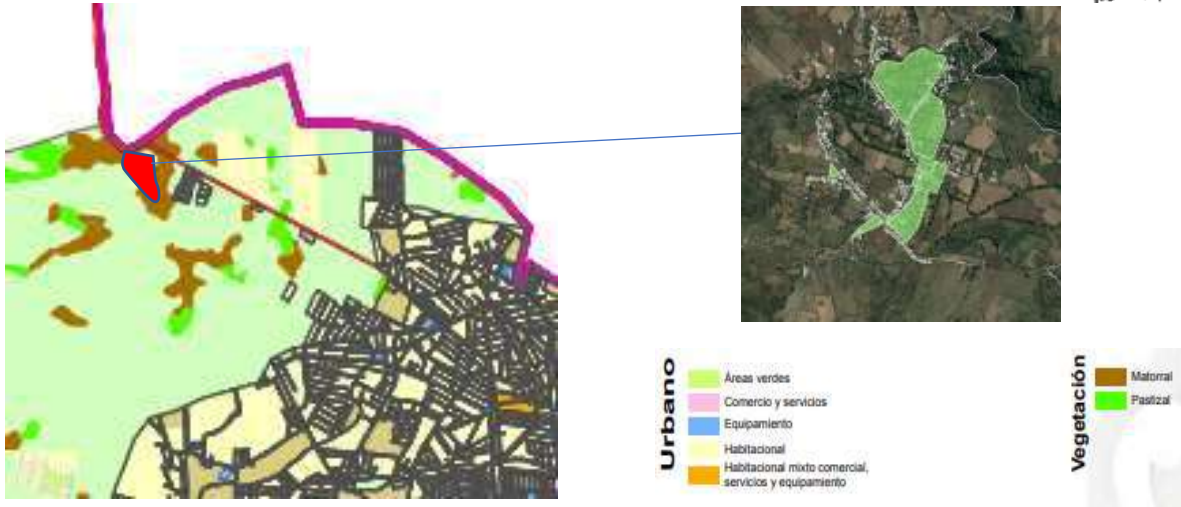 Urbano
Áreas verdes
Comercio y servicios
Equipamiento
Habitacional
Habitacional mixto comercial,
servicios y equipamiento
Vegetación
Matorral
Pastizal